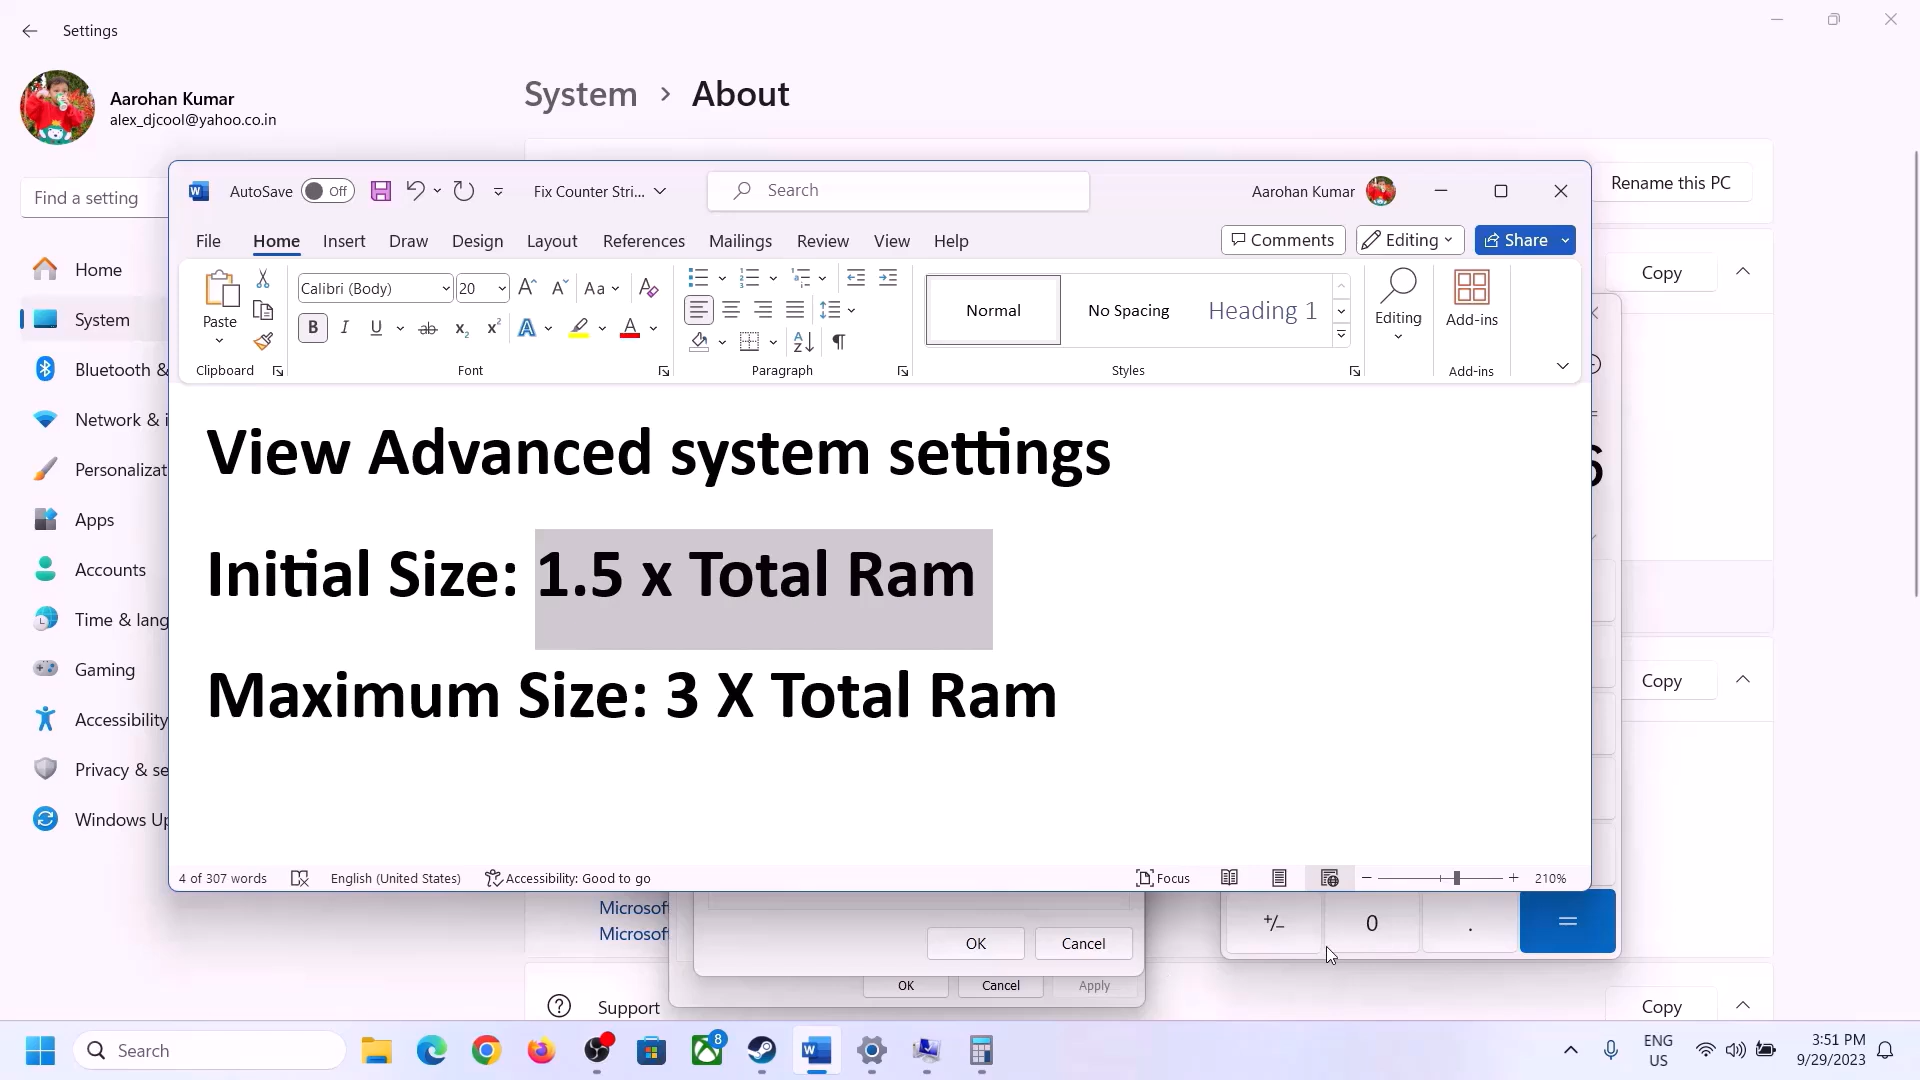 Settings
Aarohan Kumar
alex_djcool@yahoo.co.in
System > About
Find a setting
Rename this PC
Home
System
Bluetooth &
Network & i
Personalizat
Apps
Accounts
Time & lang
Gaming
Accessibility
Privacy & se
Windows Up
Copy
AutoSave Off
Fix Counter Stri...
Search
Aarohan Kumar
File Home Insert Draw Design Layout References Mailings Review View Help
Comments Editing Share
Paste
Calibri (Body) 20
Normal
No Spacing
Heading 1
Editing
Add-ins
Clipboard Font Paragraph Styles Add-ins
View Advanced system settings
Initial Size: 1.5 x Total Ram
Maximum Size: 3 X Total Ram
4 of 307 words English (United States) Accessibility: Good to go Focus 210%
Copy
Microsoft
Microsoft
OK Cancel
OK Cancel Apply
+/- 0 . =
Support
Copy
Search
8
ENG
US
3:51 PM
9/29/2023